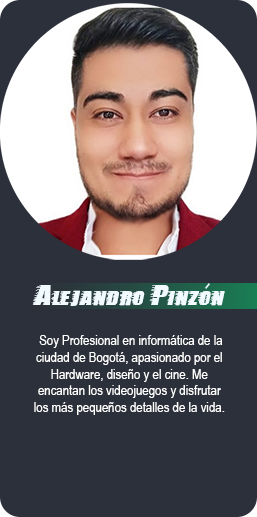 Alejandro Pinzón
Soy Profesional en informática de la
ciudad de Bogotá, apasionado por el
Hardware, diseño y el cine. Me
encantan los videojuegos y disfrutar
los más pequeños detalles de la vida.